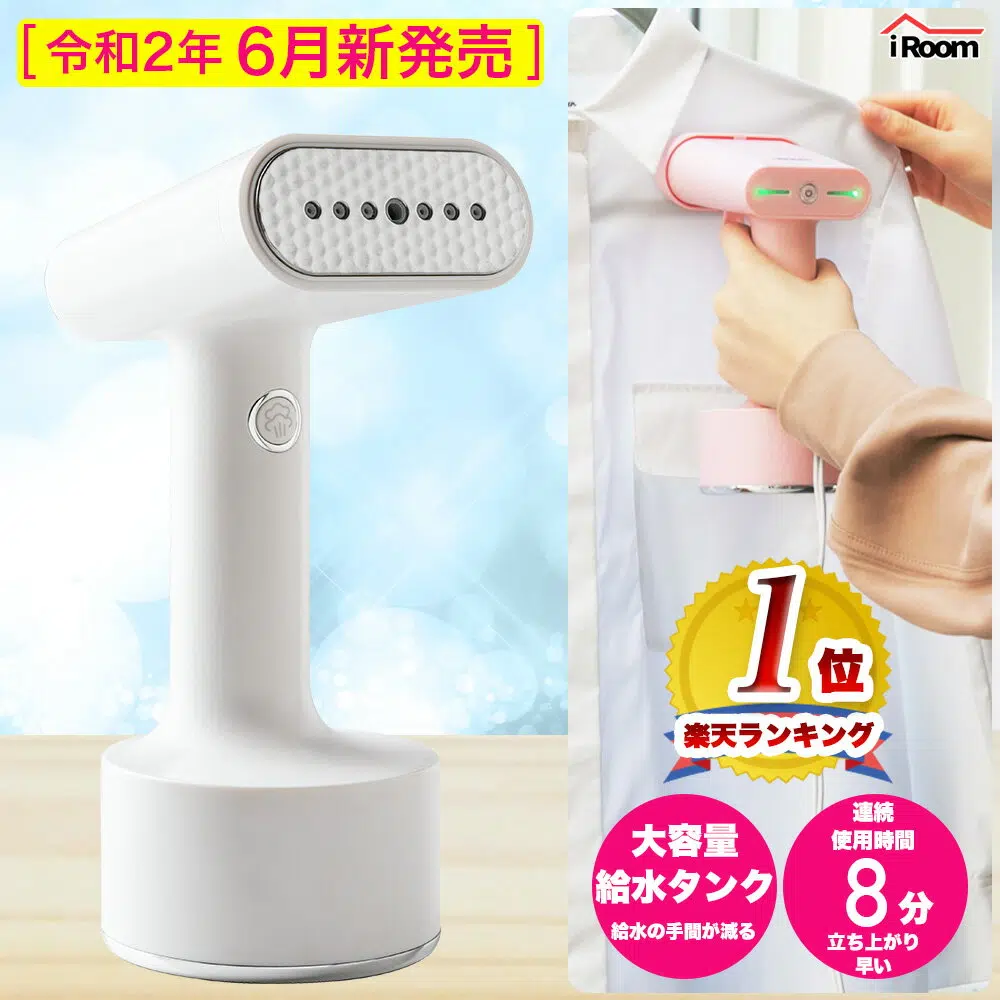 [令和2年 6月新発売]
iRoom
1位
楽天ランキング
大容量
給水タンク
給水の手間が減る
連続
使用時間
8分
立ち上がり
早い